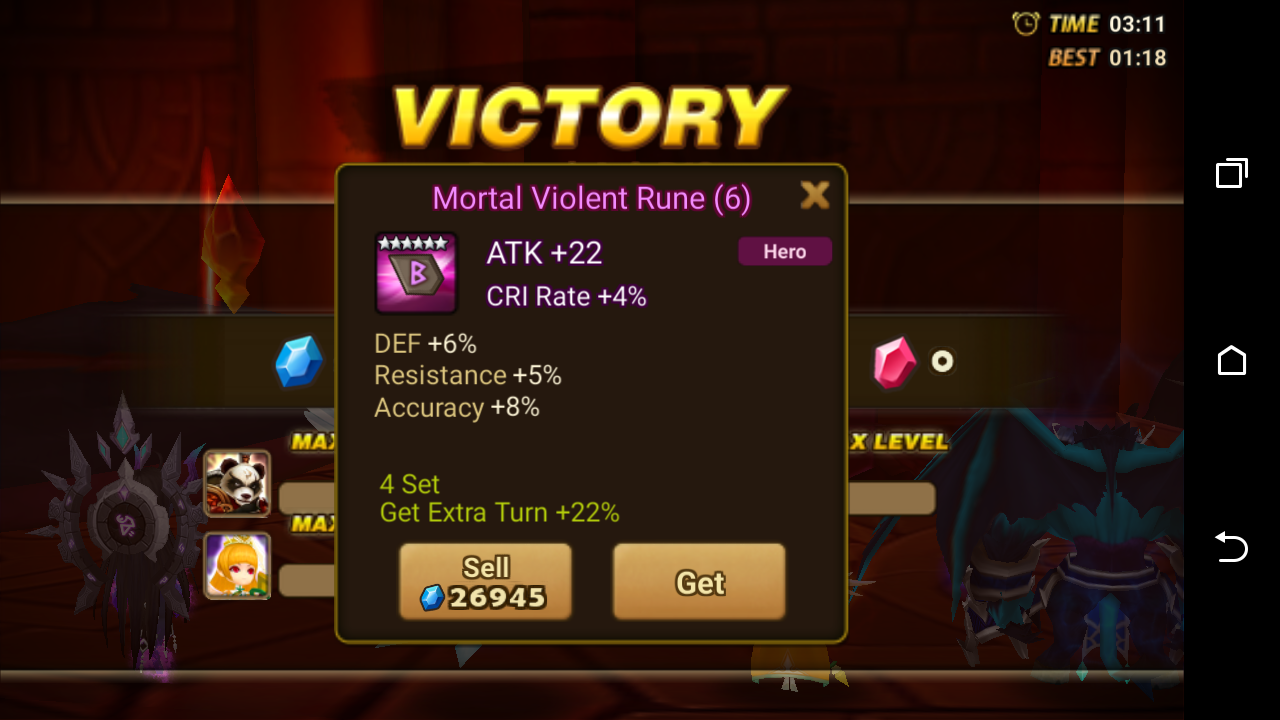 TIME 03:11
BEST 01:18
VICTORY
Mortal Violent Rune (6)
ATK +22
Hero
CRI Rate +4%
DEF +6%
Resistance +5%
Accuracy +8%
MAX
X LEVEL
4 Set
Get Extra Turn +22%
MAX
Sell
26945
Get